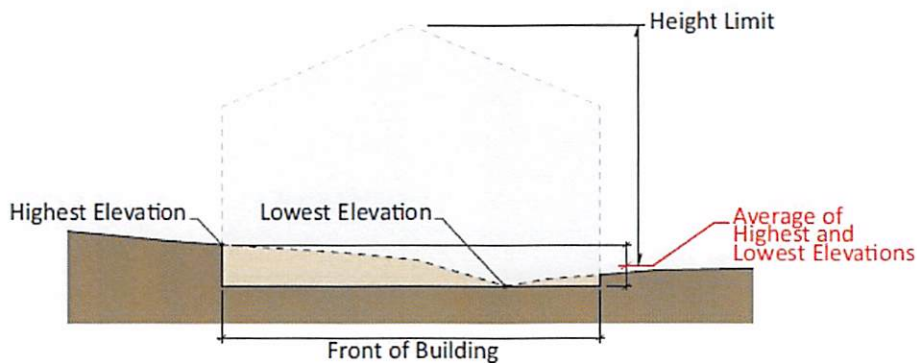 Height Limit
Highest Elevation
Lowest Elevation
Average of
Highest and
Lowest Elevations
Front of Building